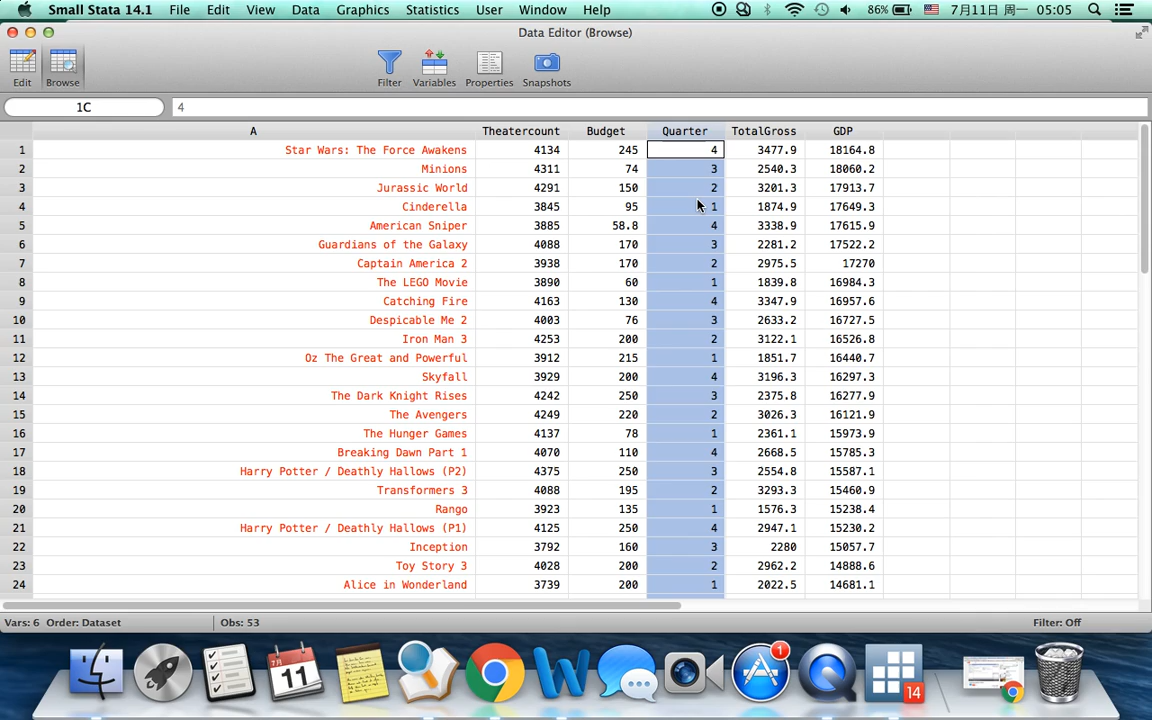 Small Stata 14.1 File Edit View Data Graphics Statistics User Window Help 86% 7月11日 周一 05:05
Data Editor (Browse)
Edit Browse Filter Variables Properties Snapshots
1C 4
A Theatercount Budget Quarter TotalGross GDP
1 Star Wars: The Force Awakens 4134 245 4 3477.9 18164.8
2 Minions 4311 74 3 2540.3 18060.2
3 Jurassic World 4291 150 2 3201.3 17913.7
4 Cinderella 3845 95 1 1874.9 17649.3
5 American Sniper 3885 58.8 4 3338.9 17615.9
6 Guardians of the Galaxy 4088 170 3 2281.2 17522.2
7 Captain America 2 3938 170 2 2975.5 17270
8 The LEGO Movie 3890 60 1 1839.8 16984.3
9 Catching Fire 4163 130 4 3347.9 16957.6
10 Despicable Me 2 4003 76 3 2633.2 16727.5
11 Iron Man 3 4253 200 2 3122.1 16526.8
12 Oz The Great and Powerful 3912 215 1 1851.7 16440.7
13 Skyfall 3929 200 4 3196.3 16297.3
14 The Dark Knight Rises 4242 250 3 2375.8 16277.9
15 The Avengers 4249 220 2 3026.3 16121.9
16 The Hunger Games 4137 78 1 2361.1 15973.9
17 Breaking Dawn Part 1 4070 110 4 2668.5 15785.3
18 Harry Potter / Deathly Hallows (P2) 4375 250 3 2554.8 15587.1
19 Transformers 3 4088 195 2 3293.3 15460.9
20 Rango 3923 135 1 1576.3 15238.4
21 Harry Potter / Deathly Hallows (P1) 4125 250 4 2947.1 15230.2
22 Inception 3792 160 3 2280 15057.7
23 Toy Story 3 4028 200 2 2962.2 14888.6
24 Alice in Wonderland 3739 200 1 2022.5 14681.1
Vars: 6 Order: Dataset Obs: 53 Filter: Off
7月 11 W 1 14